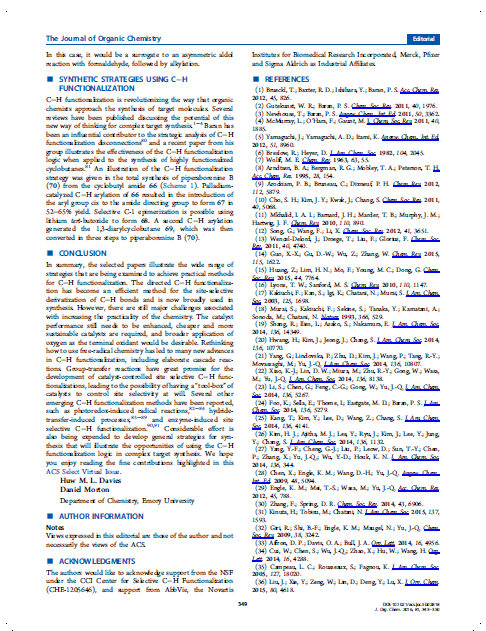 The Journal of Organic Chemistry
Editorial
In this case, it would be a surrogate to an asymmetric aldol
reaction with formaldehyde, followed by alkylation.
■ SYNTHETIC STRATEGIES USING C−H
FUNCTIONALIZATION
C−H functionalization is revolutionizing the way that organic
chemists approach the synthesis of target molecules. Several
reviews have been published discussing the potential of this
new way of thinking for complex target synthesis. Baran has
been an influential contributor to the strategic analysis of C−H
functionalization disconnections and a recent paper from his
group illustrates the effectiveness of the C−H functionalization
logic when applied to the synthesis of highly functionalized
cyclobutanes. An illustration of the C−H functionalization
strategy was given in the total synthesis of piperarborenine B
(70) from the cyclobutyl amide 66 (Scheme 1). Palladium-
catalyzed C−H arylation of 66 resulted in the introduction of
the aryl group cis to the amide directing group to form 67 in
52−65% yield. Selective C-1 epimerization is possible using
lithium tert-butoxide to form 68. A second C−H arylation
generated the 1,3-diarylcyclobutane 69, which was then
converted in three steps to piperarborenine B (70).
■ CONCLUSION
In summary, the selected papers illustrate the wide range of
strategies that are being examined to achieve practical methods
for C−H functionalization. The directed C−H functionaliza-
tion has become an efficient method for the site-selective
derivatization of C−H bonds and is now broadly used in
synthesis. However, there are still major challenges associated
with increasing the practicality of the chemistry. The catalyst
performance still needs to be enhanced, cheaper and more
sustainable catalysts are required, and broader application of
oxygen as the terminal oxidant would be desirable. Rethinking
how to use free-radical chemistry has led to many new advances
in C−H functionalization, including elaborate cascade reac-
tions. Group-transfer reactions have great promise for the
development of catalyst-controlled site-selective C−H func-
tionalizations, leading to the possibility of having a "tool-box" of
catalysts to control site selectivity at will. Several other
emerging C−H functionalization methods have been reported,
such as photoredox-induced radical reactions, hydride-
transfer-induced processes, and enzyme-induced site
selective C−H functionalization. Considerable effort is
also being expended to develop general strategies for syn-
thesis that will illustrate the opportunities of using the C−H
functionalization logic in complex target synthesis. We hope
you enjoy reading the fine contributions highlighted in this
ACS Select Virtual Issue.
Huw M. L. Davies
Daniel Morton
Department of Chemistry, Emory University
■ AUTHOR INFORMATION
Notes
Views expressed in this editorial are those of the author and not
necessarily the views of the ACS.
■ ACKNOWLEDGMENTS
The authors would like to acknowledge support from the NSF
under the CCI Center for Selective C−H Functionalization
(CHE-1205646), and support from AbbVie, the Novartis
Institutes for Biomedical Research Incorporated, Merck, Pfizer
and Sigma Aldrich as Industrial Affiliates.
■ REFERENCES
(1) Brückl, T.; Baxter, R. D.; Ishihara, Y.; Baran, P. S. Acc. Chem. Res.
2012, 45, 826.
(2) Gutekunst, W. R.; Baran, P. S. Chem. Soc. Rev. 2011, 40, 1976.
(3) Newhouse, T.; Baran, P. S. Angew. Chem., Int. Ed. 2011, 50, 3362.
(4) McMurray, L.; O'Hara, F.; Gaunt, M. J. Chem. Soc. Rev. 2011, 40,
1885.
(5) Yamaguchi, J.; Yamaguchi, A. D.; Itami, K. Angew. Chem., Int. Ed.
2012, 51, 8960.
(6) Breslow, R.; Heyer, D. J. Am. Chem. Soc. 1982, 104, 2045.
(7) Wolff, M. E. Chem. Rev. 1963, 63, 55.
(8) Arndtsen, B. A.; Bergman, R. G.; Mobley, T. A.; Peterson, T. H.
Acc. Chem. Res. 1995, 28, 154.
(9) Arockiam, P. B.; Bruneau, C.; Dixneuf, P. H. Chem. Rev. 2012,
112, 5879.
(10) Cho, S. H.; Kim, J. Y.; Kwak, J.; Chang, S. Chem. Soc. Rev. 2011,
40, 5068.
(11) Mkhalid, I. A. I.; Barnard, J. H.; Marder, T. B.; Murphy, J. M.;
Hartwig, J. F. Chem. Rev. 2010, 110, 890.
(12) Song, G.; Wang, F.; Li, X. Chem. Soc. Rev. 2012, 41, 3651.
(13) Wencel-Delord, J.; Droege, T.; Liu, F.; Glorius, F. Chem. Soc.
Rev. 2011, 40, 4740.
(14) Guo, X.-X.; Gu, D.-W.; Wu, Z.; Zhang, W. Chem. Rev. 2015,
115, 1622.
(15) Huang, Z.; Lim, H. N.; Mo, F.; Young, M. C.; Dong, G. Chem.
Soc. Rev. 2015, 44, 7764.
(16) Lyons, T. W.; Sanford, M. S. Chem. Rev. 2010, 110, 1147.
(17) Kakiuchi, F.; Kan, S.; Igi, K.; Chatani, N.; Murai, S. J. Am. Chem.
Soc. 2003, 125, 1698.
(18) Murai, S.; Kakiuchi, F.; Sekine, S.; Tanaka, Y.; Kamatani, A.;
Sonoda, M.; Chatani, N. Nature 1993, 366, 529.
(19) Shang, R.; Ilies, L.; Asako, S.; Nakamura, E. J. Am. Chem. Soc.
2014, 136, 14349.
(20) Hwang, H.; Kim, J.; Jeong, J.; Chang, S. J. Am. Chem. Soc. 2014,
136, 10770.
(21) Yang, G.; Lindovska, P.; Zhu, D.; Kim, J.; Wang, P.; Tang, R.-Y.;
Movassaghi, M.; Yu, J.-Q. J. Am. Chem. Soc. 2014, 136, 10807.
(22) Xiao, K.-J.; Lin, D. W.; Miura, M.; Zhu, R.-Y.; Gong, W.; Wasa,
M.; Yu, J.-Q. J. Am. Chem. Soc. 2014, 136, 8138.
(23) Li, S.; Chen, G.; Feng, C.-G.; Gong, W.; Yu, J.-Q. J. Am. Chem.
Soc. 2014, 136, 5267.
(24) Foo, K.; Sella, E.; Thome, I.; Eastgate, M. D.; Baran, P. S. J. Am.
Chem. Soc. 2014, 136, 5279.
(25) Kang, T.; Kim, Y.; Lee, D.; Wang, Z.; Chang, S. J. Am. Chem.
Soc. 2014, 136, 4141.
(26) Kim, H. J.; Ajitha, M. J.; Lee, Y.; Ryu, J.; Kim, J.; Lee, Y.; Jung,
Y.; Chang, S. J. Am. Chem. Soc. 2014, 136, 1132.
(27) Yang, Y.-F.; Cheng, G.-J.; Liu, P.; Leow, D.; Sun, T.-Y.; Chen,
P.; Zhang, X.; Yu, J.-Q.; Wu, Y.-D.; Houk, K. N. J. Am. Chem. Soc.
2014, 136, 344.
(28) Chen, X.; Engle, K. M.; Wang, D.-H.; Yu, J.-Q. Angew. Chem.,
Int. Ed. 2009, 48, 5094.
(29) Engle, K. M.; Mei, T.-S.; Wasa, M.; Yu, J.-Q. Acc. Chem. Res.
2012, 45, 788.
(30) Zhang, F.; Spring, D. R. Chem. Soc. Rev. 2014, 43, 6906.
(31) Kinuta, H.; Tobisu, M.; Chatani, N. J. Am. Chem. Soc. 2015, 137,
1593.
(32) Giri, R.; Shi, B.-F.; Engle, K. M.; Maugel, N.; Yu, J.-Q. Chem.
Soc. Rev. 2009, 38, 3242.
(33) Affron, D. P.; Davis, O. A.; Bull, J. A. Org. Lett. 2014, 16, 4956.
(34) Cui, W.; Chen, S.; Wu, J.-Q.; Zhao, X.; Hu, W.; Wang, H. Org.
Lett. 2014, 16, 4288.
(35) Campeau, L. C.; Rousseaux, S.; Fagnou, K. J. Am. Chem. Soc.
2005, 127, 18020.
(36) Liu, J.; Xie, Y.; Zeng, W.; Lin, D.; Deng, Y.; Lu, X. J. Org. Chem.
2015, 80, 4618.
349
J. Org. Chem. 2016, 81, 343−350